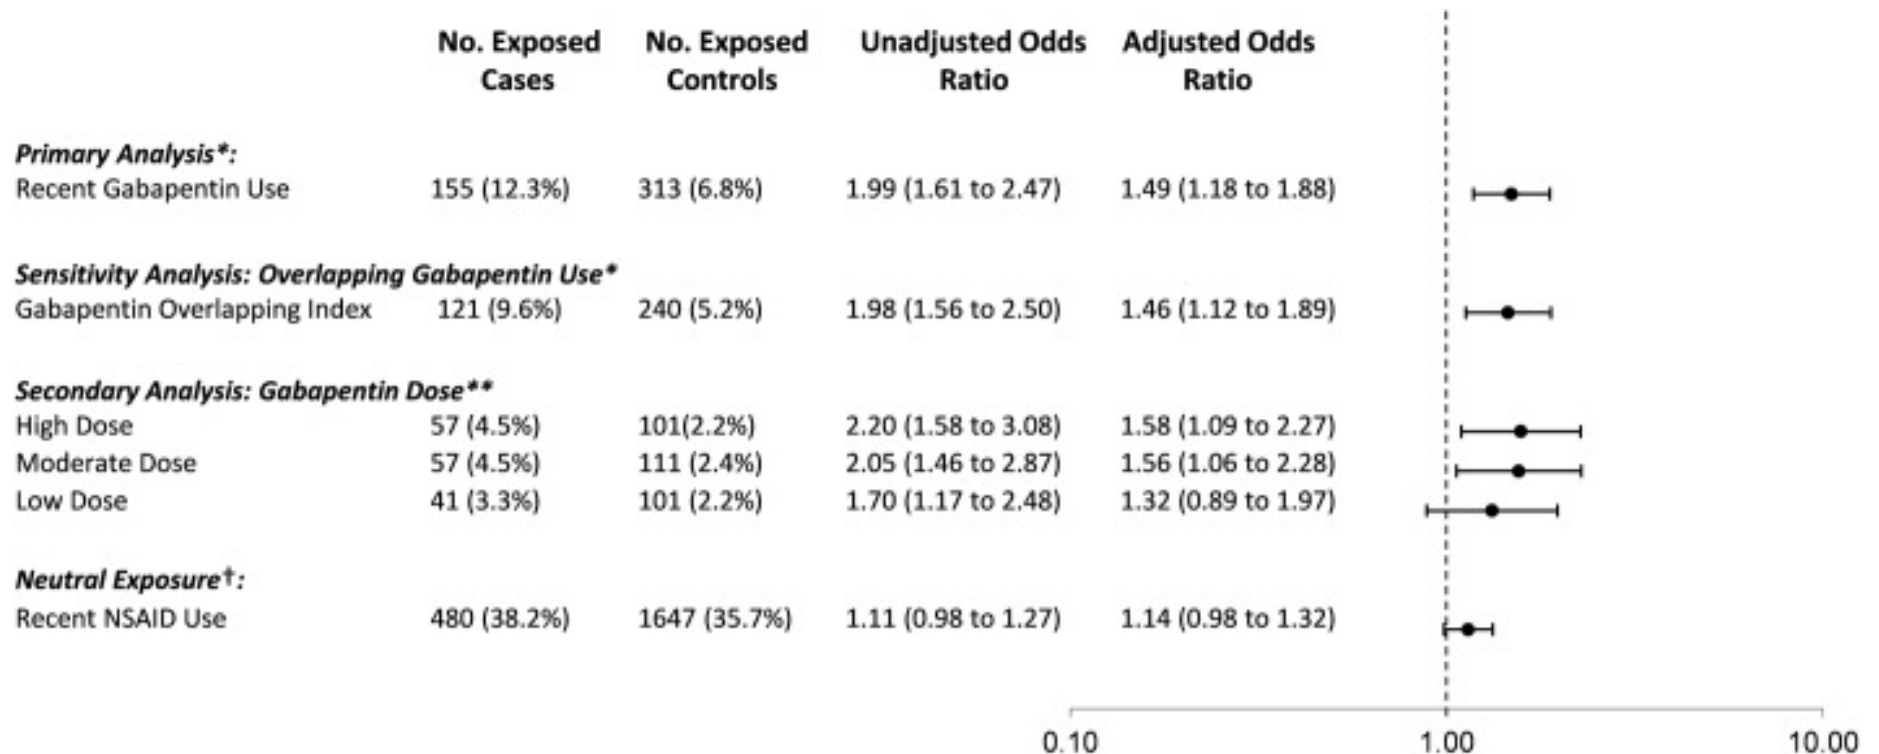 No. Exposed Cases No. Exposed Controls Unadjusted Odds Ratio Adjusted Odds Ratio
Primary Analysis*:
Recent Gabapentin Use 155 (12.3%) 313 (6.8%) 1.99 (1.61 to 2.47) 1.49 (1.18 to 1.88)
Sensitivity Analysis: Overlapping Gabapentin Use*
Gabapentin Overlapping Index 121 (9.6%) 240 (5.2%) 1.98 (1.56 to 2.50) 1.46 (1.12 to 1.89)
Secondary Analysis: Gabapentin Dose**
High Dose 57 (4.5%) 101(2.2%) 2.20 (1.58 to 3.08) 1.58 (1.09 to 2.27)
Moderate Dose 57 (4.5%) 111 (2.4%) 2.05 (1.46 to 2.87) 1.56 (1.06 to 2.28)
Low Dose 41 (3.3%) 101 (2.2%) 1.70 (1.17 to 2.48) 1.32 (0.89 to 1.97)
Neutral Exposure†:
Recent NSAID Use 480 (38.2%) 1647 (35.7%) 1.11 (0.98 to 1.27) 1.14 (0.98 to 1.32)
0.10 1.00 10.00